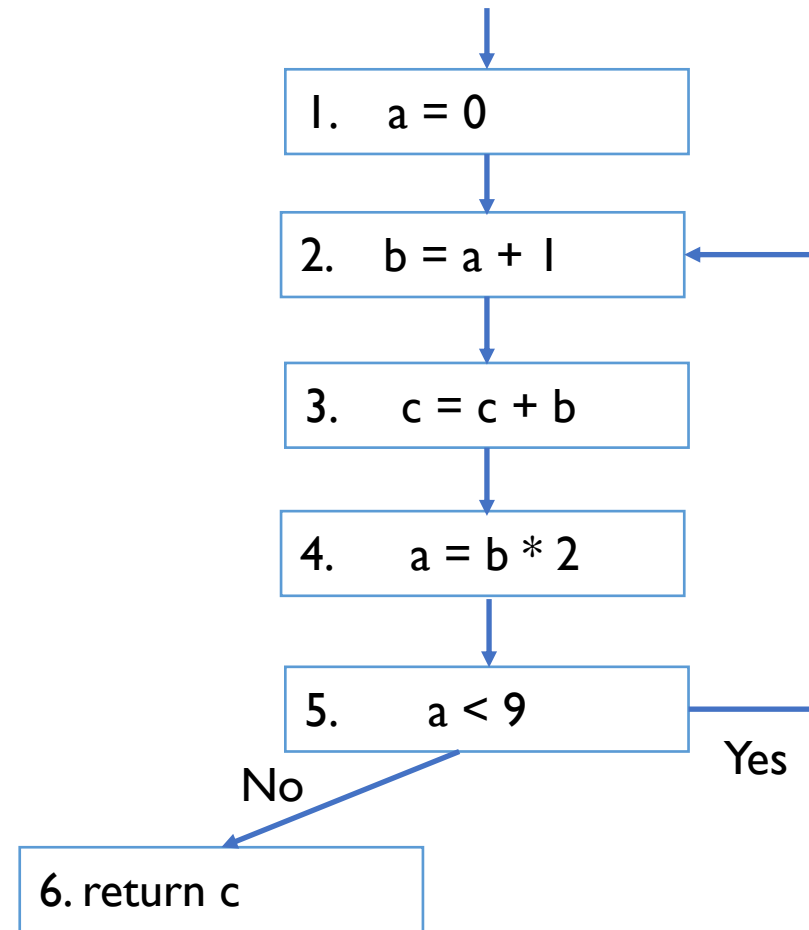 1. a = 0
2. b = a + 1
3. c = c + b
4. a = b * 2
5. a < 9
Yes
No
6. return c